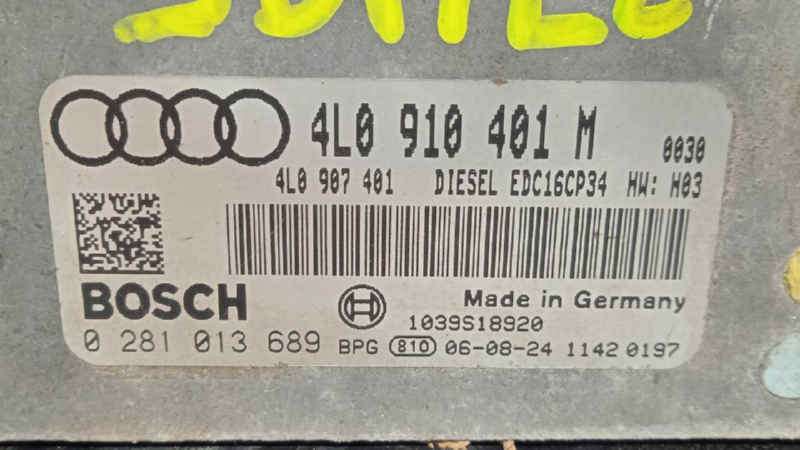 4L0 910 401 M 0030
4L0 907 401 DIESEL EDC16CP34 HW: H03
BOSCH Made in Germany
1039S18920
0 281 013 689 BPG 810 06-08-24 1142 0197